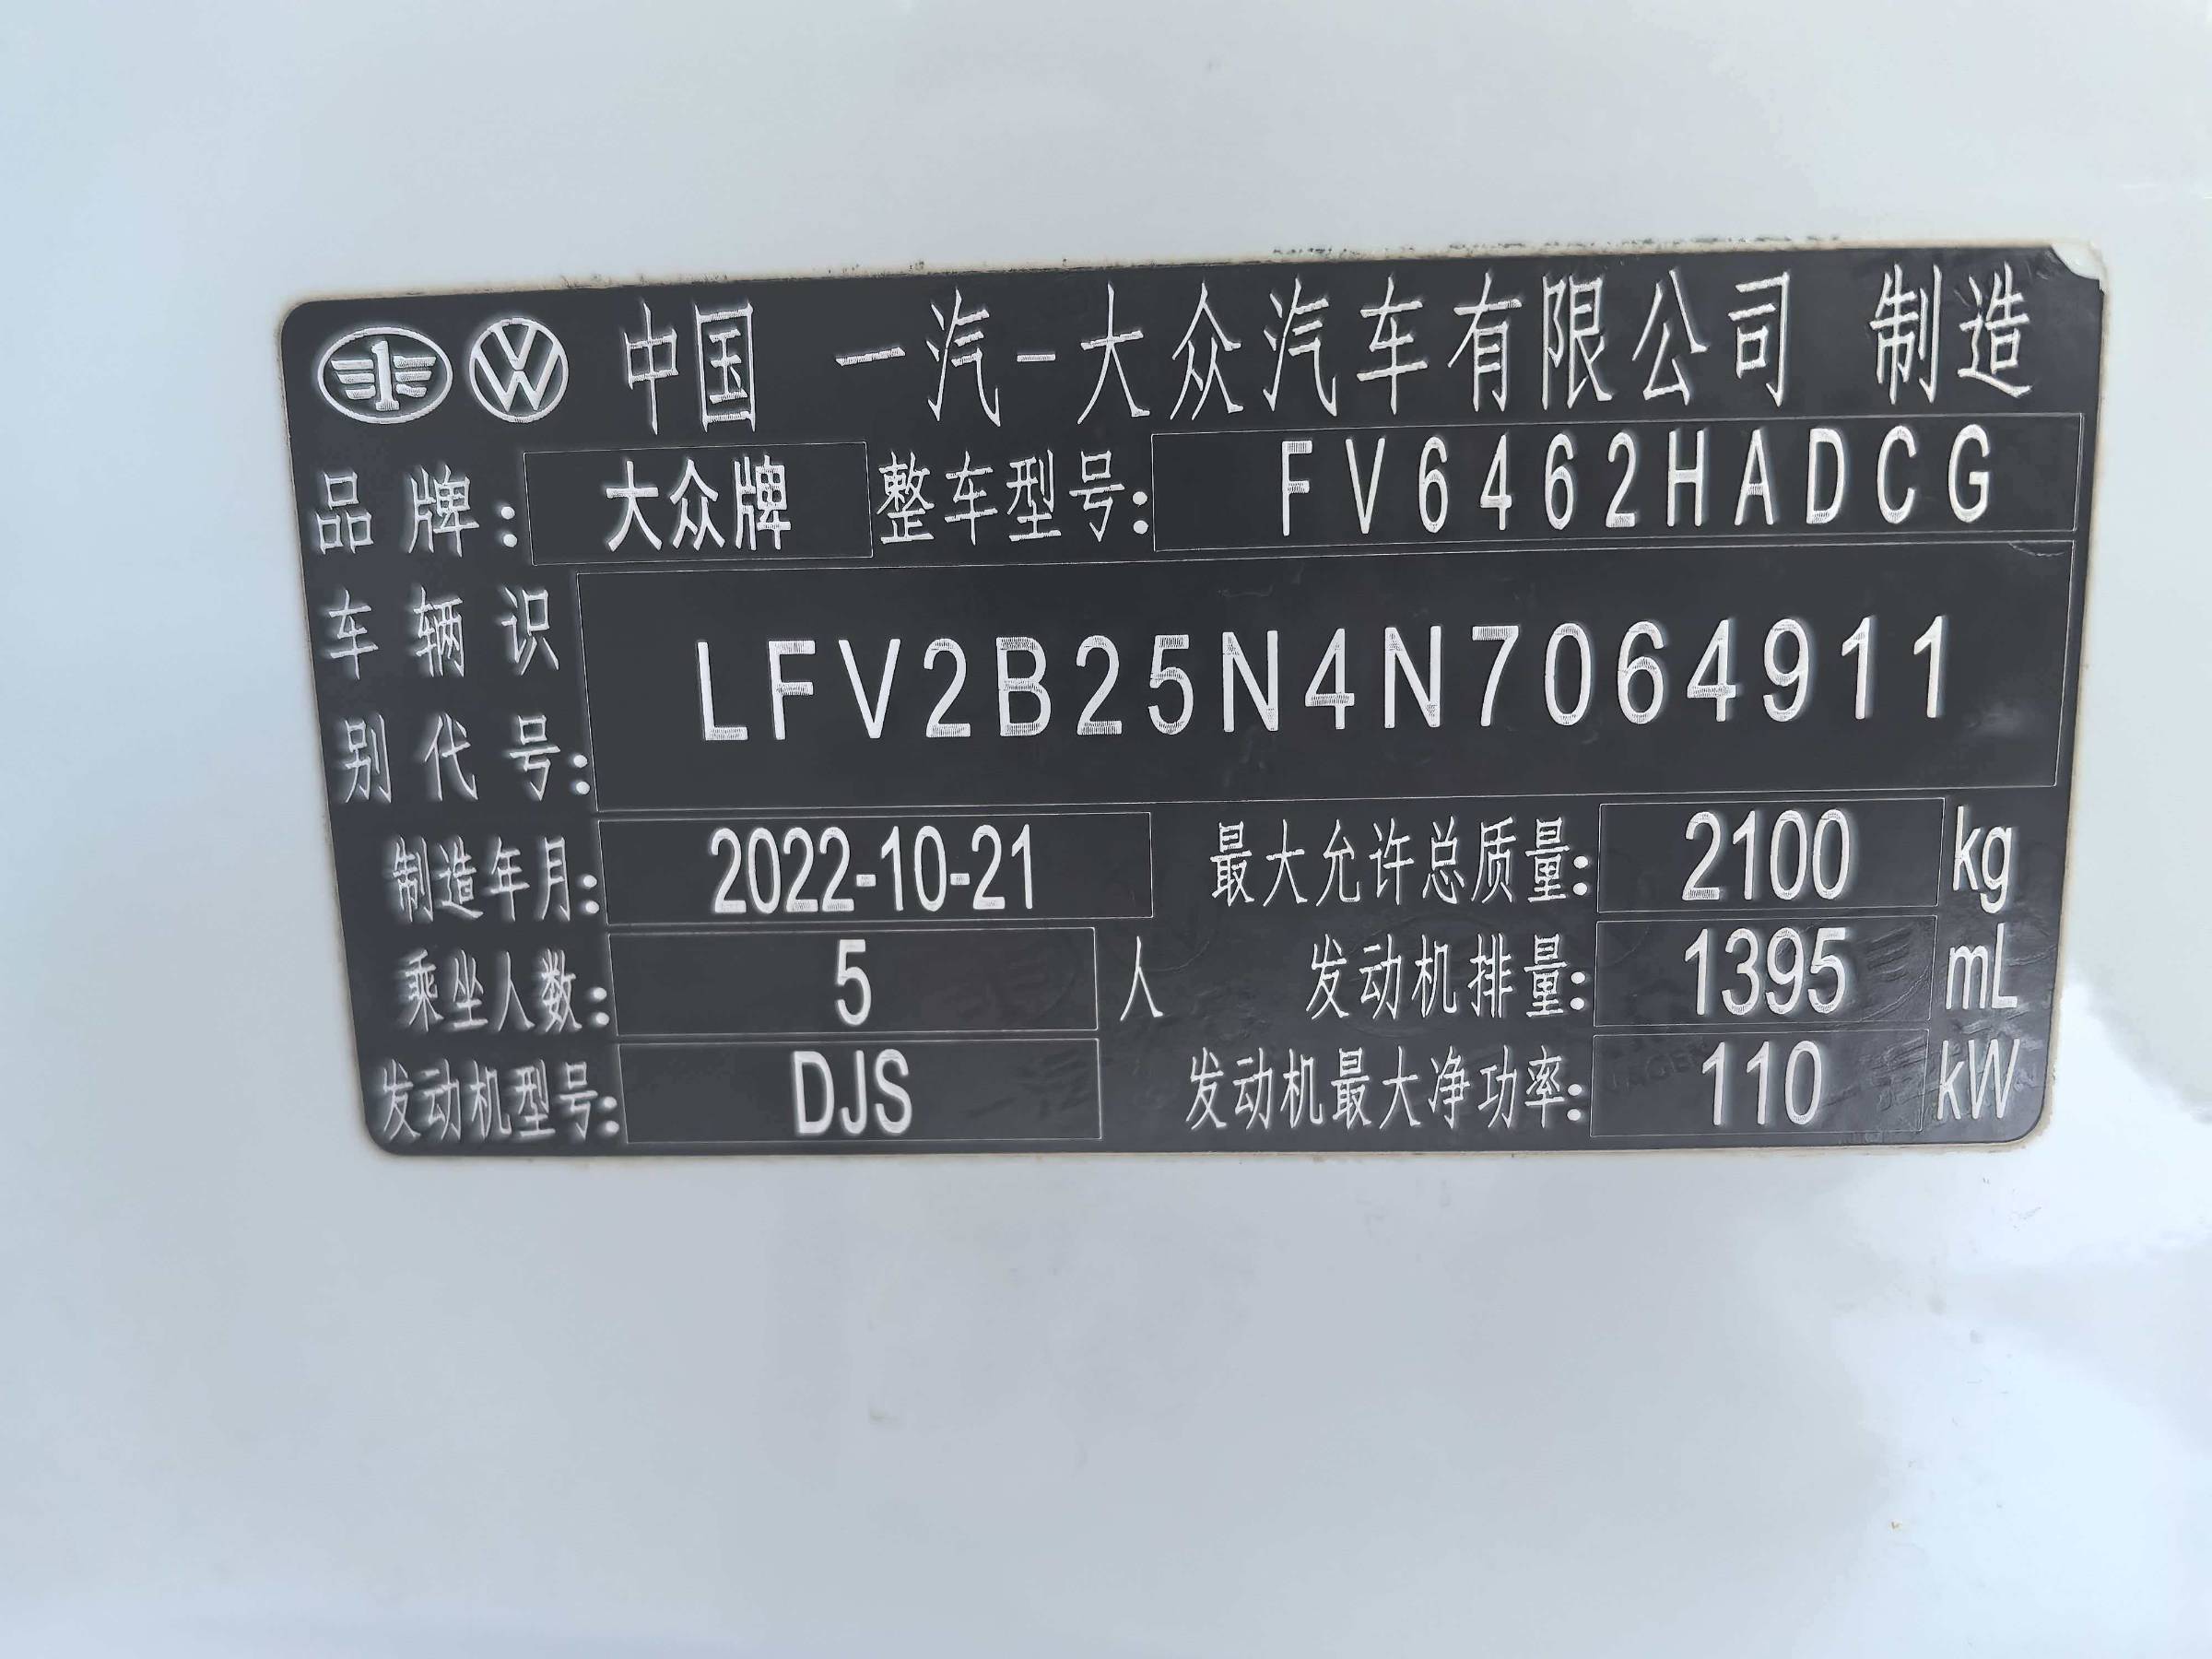 中国 一汽-大众汽车有限公司 制造
品牌: 大众牌 整车型号: FV6462HADCG
车辆识别代号: LFV2B25N4N7064911
制造年月: 2022-10-21 最大允许总质量: 2100 kg
乘坐人数: 5 人 发动机排量: 1395 mL
发动机型号: DJS 发动机最大净功率: 110 kW